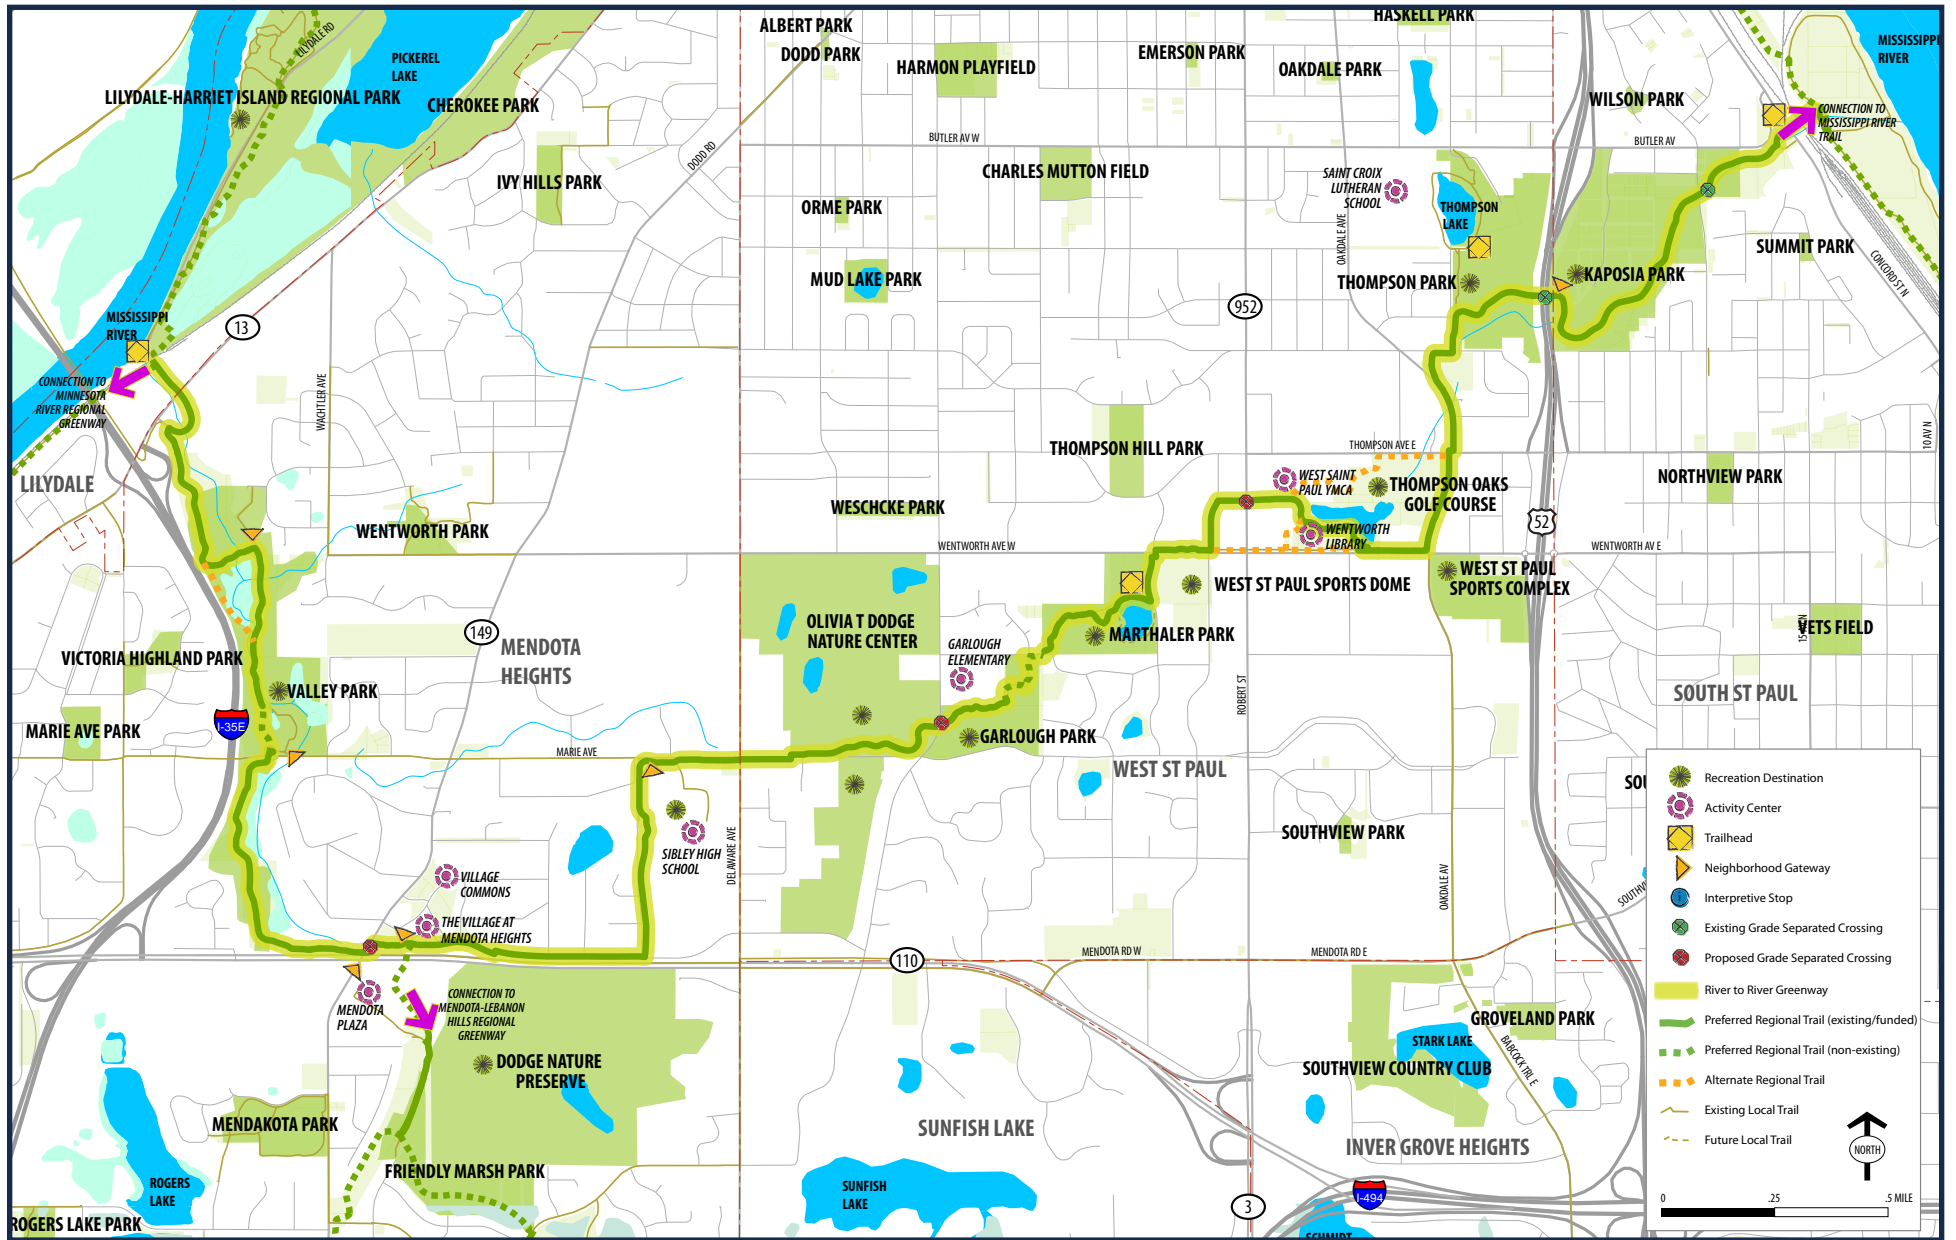 ALBERT PARK
DODD PARK
HARMON PLAYFIELD
EMERSON PARK
HASKELL PARK
OAKDALE PARK
WILSON PARK
MISSISSIPPI
RIVER
LILYDALE RD
PICKEREL
LAKE
LILYDALE-HARRIET ISLAND REGIONAL PARK
CHEROKEE PARK
CONNECTION TO
MISSISSIPPI RIVER
TRAIL
BUTLER AV W
BUTLER AV
DODD RD
IVY HILLS PARK
CHARLES MUTTON FIELD
SAINT CROIX
LUTHERAN
SCHOOL
ORME PARK
THOMPSON
LAKE
OAKDALE AVE
SUMMIT PARK
CONCORD ST N
MUD LAKE PARK
THOMPSON PARK
KAPOSIA PARK
952
MISSISSIPPI
RIVER
13
CONNECTION TO
MINNESOTA
RIVER REGIONAL
GREENWAY
WACHTLER AVE
THOMPSON HILL PARK
THOMPSON AVE E
10 AV N
LILYDALE
WEST SAINT
PAUL YMCA
THOMPSON OAKS
GOLF COURSE
NORTHVIEW PARK
WESCHCKE PARK
WENTWORTH PARK
WENTWORTH
LIBRARY
52
WENTWORTH AVE W
WENTWORTH AV E
WEST ST PAUL SPORTS DOME
WEST ST PAUL
SPORTS COMPLEX
OLIVIA T DODGE
NATURE CENTER
MARTHALER PARK
15
N
VETS FIELD
149
MENDOTA
HEIGHTS
GARLOUGH
ELEMENTARY
VICTORIA HIGHLAND PARK
VALLEY PARK
ROBERT ST
SOUTH ST PAUL
MARIE AVE PARK
I-35E
GARLOUGH PARK
MARIE AVE
WEST ST PAUL
SOU
SIBLEY HIGH
SCHOOL
DELAWARE AVE
SOUTHVIEW PARK
OAKDALE AV
SOUTHVI
VILLAGE
COMMONS
THE VILLAGE AT
MENDOTA HEIGHTS
110
MENDOTA RD W
MENDOTA RD E
MENDOTA
PLAZA
CONNECTION TO
MENDOTA-LEBANON
HILLS REGIONAL
GREENWAY
GROVELAND PARK
STARK LAKE
BABCOCK TRL E
DODGE NATURE
PRESERVE
SOUTHVIEW COUNTRY CLUB
MENDAKOTA PARK
SUNFISH LAKE
INVER GROVE HEIGHTS
FRIENDLY MARSH PARK
ROGERS
LAKE
SUNFISH
LAKE
I-494
3
ROGERS LAKE PARK
SCHMIDT
Recreation Destination
Activity Center
Trailhead
Neighborhood Gateway
Interpretive Stop
Existing Grade Separated Crossing
Proposed Grade Separated Crossing
River to River Greenway
Preferred Regional Trail (existing/funded)
Preferred Regional Trail (non-existing)
Alternate Regional Trail
Existing Local Trail
Future Local Trail
NORTH
0 .25 .5 MILE